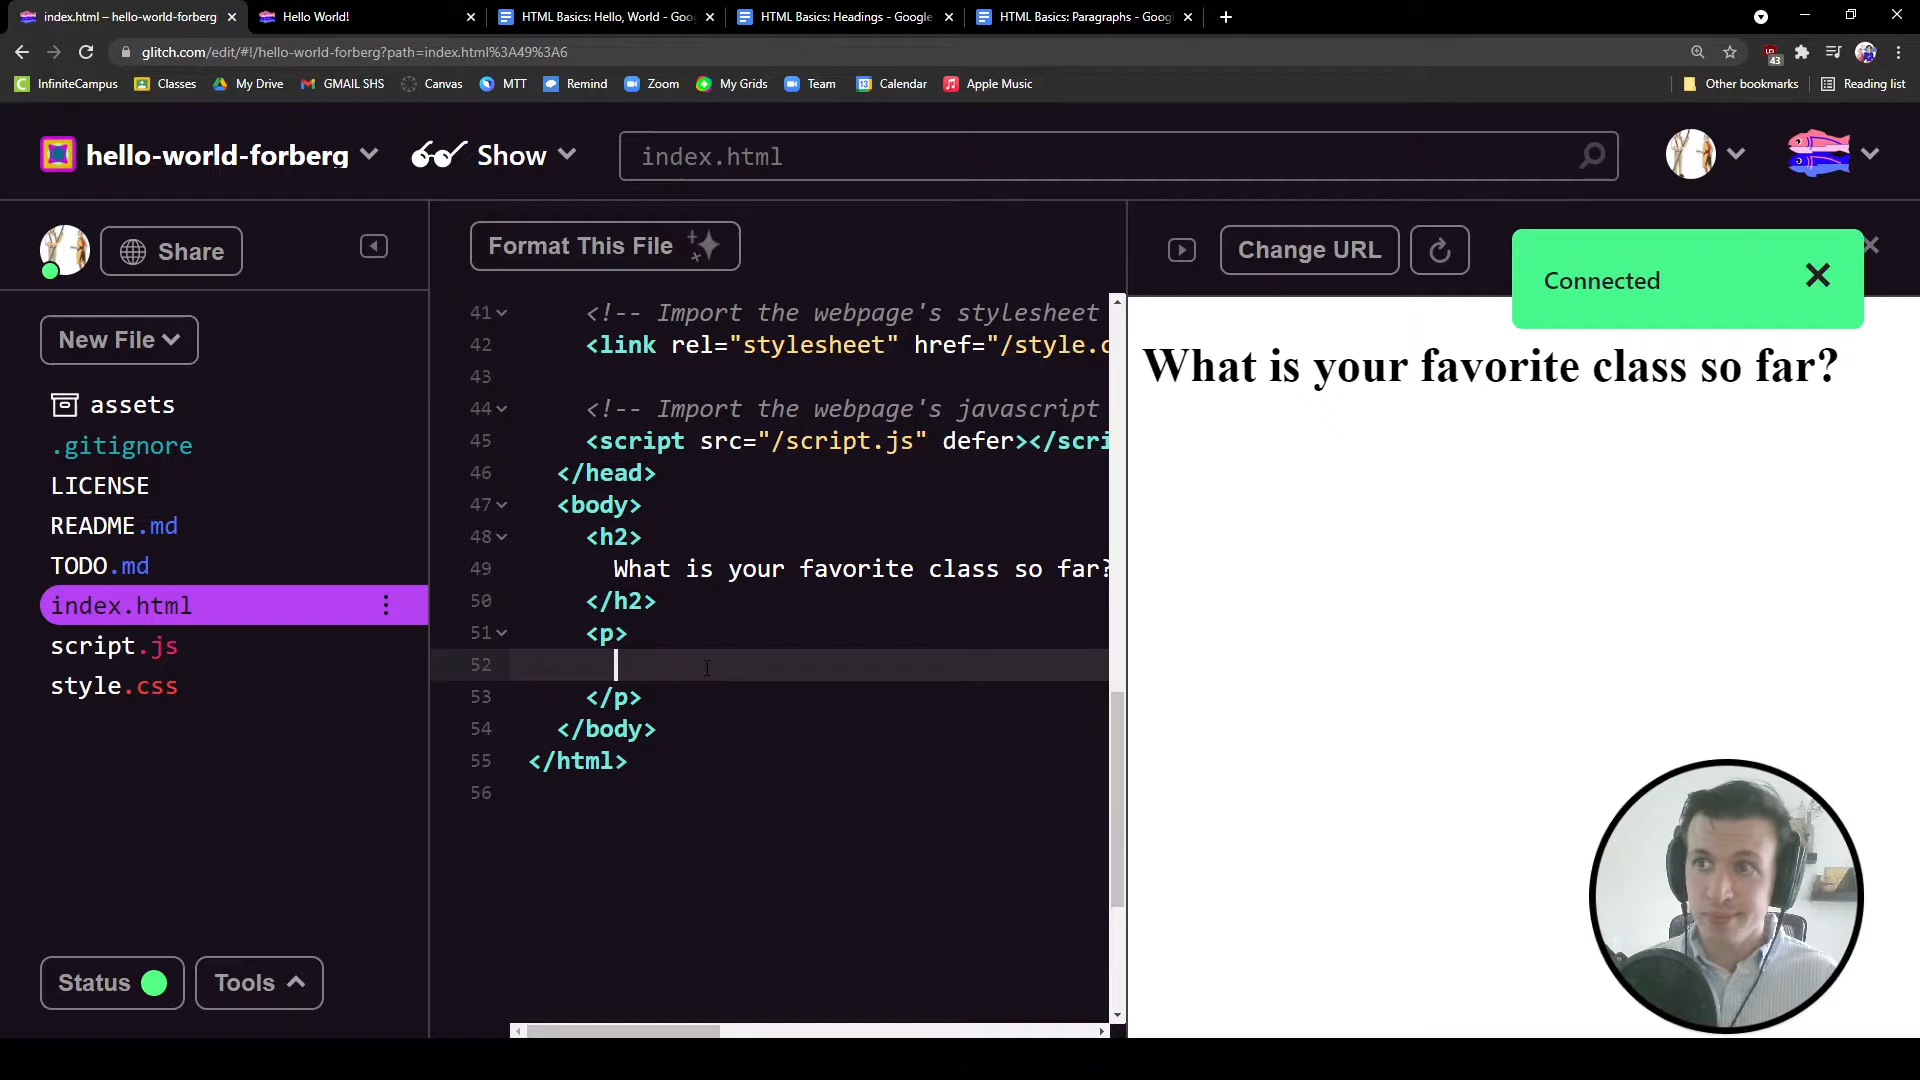 index.html – hello-world-forberg
Hello World!
HTML Basics: Hello, World - Goo
HTML Basics: Headings - Google
HTML Basics: Paragraphs - Goog
glitch.com/edit/#!/hello-world-forberg?path=index.html%3A49%3A6
43
InfiniteCampus
Classes
My Drive
GMAIL SHS
Canvas
MTT
Remind
Zoom
My Grids
Team
Calendar
Apple Music
Other bookmarks
Reading list
hello-world-forberg
Show
index.html
Share
Format This File
Change URL
Connected
New File
assets
.gitignore
LICENSE
README.md
TODO.md
index.html
script.js
style.css
Status
Tools
41 <!-- Import the webpage's stylesheet
42 <link rel="stylesheet" href="/style.c
43
44 <!-- Import the webpage's javascript
45 <script src="/script.js" defer></scri
46 </head>
47 <body>
48 <h2>
49 What is your favorite class so far?
50 </h2>
51 <p>
52
53 </p>
54 </body>
55 </html>
56
What is your favorite class so far?